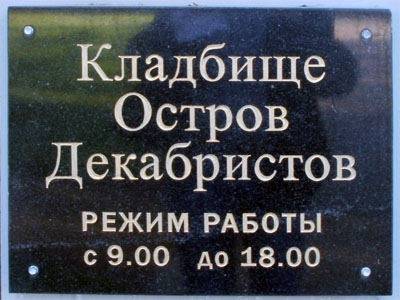 Кладбище
Остров
Декабристов
РЕЖИМ РАБОТЫ
с 9.00 до 18.00